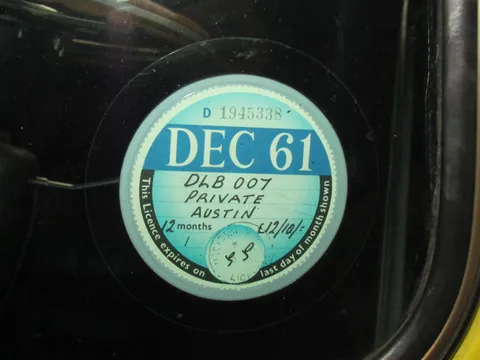 D 1945338
DEC 61
DLB 007
PRIVATE
AUSTIN
12 months £12/10/=
This Licence expires on last day of month shown